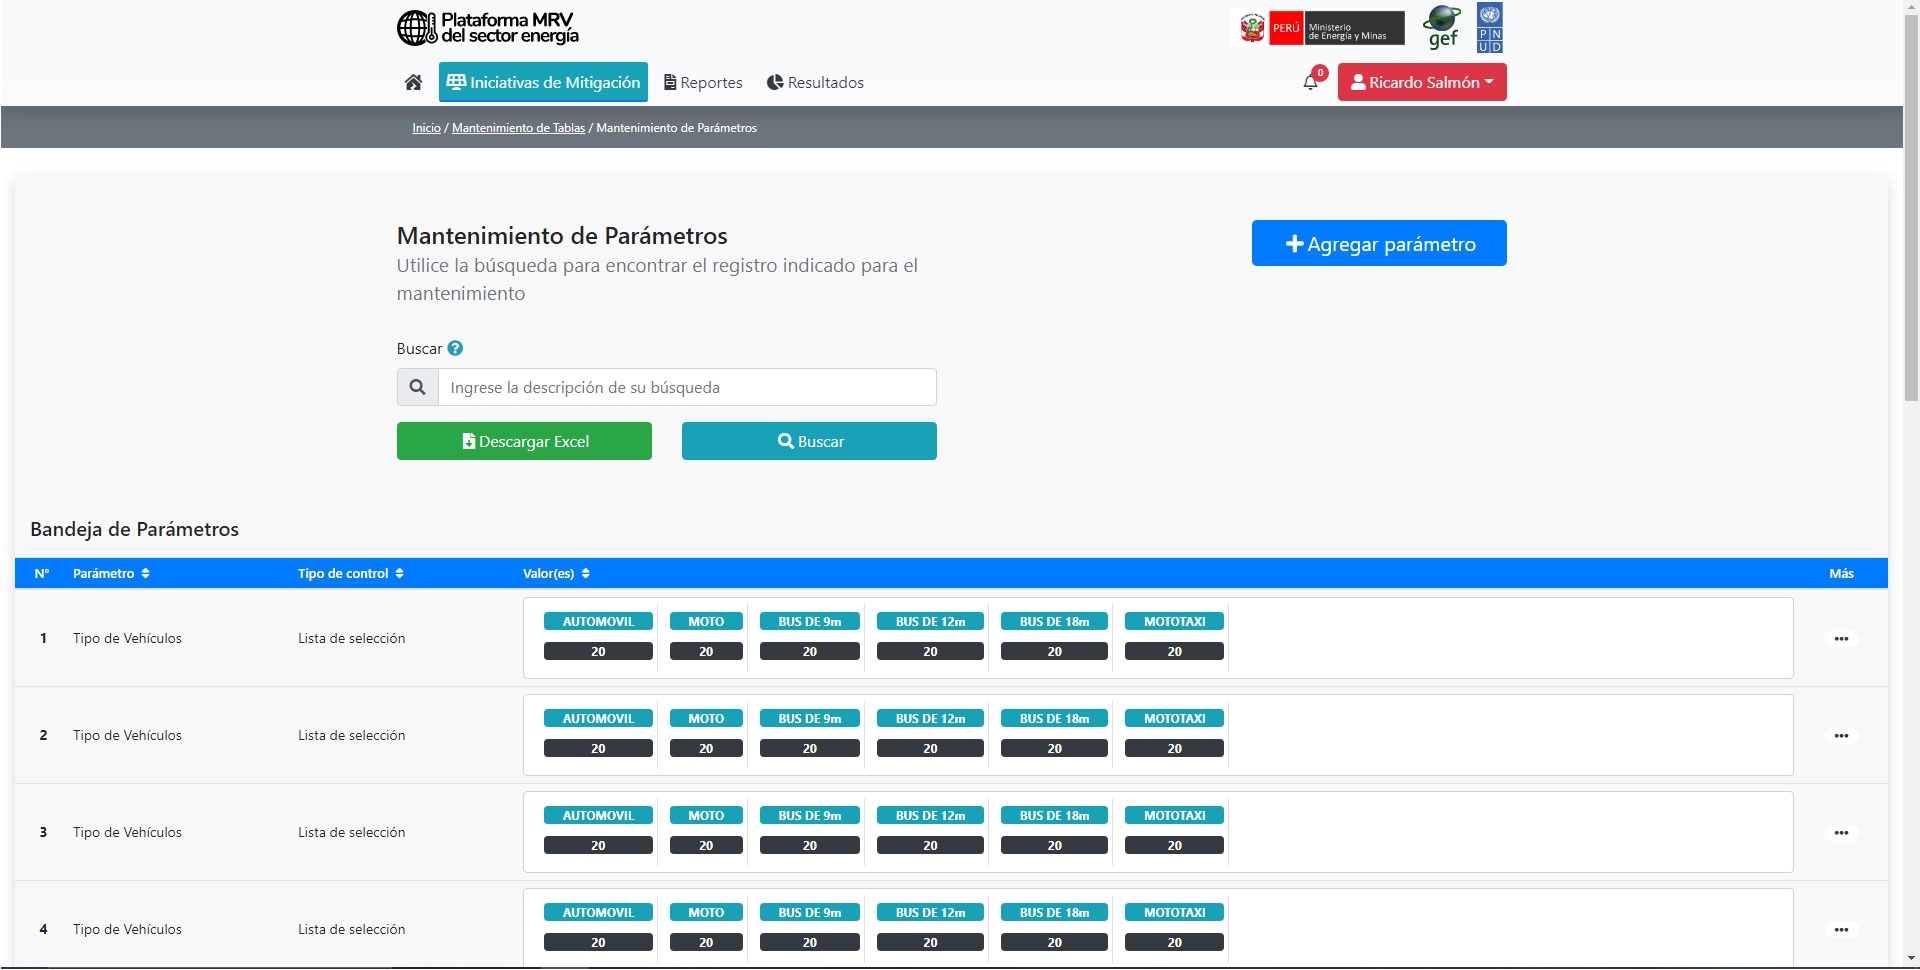 Plataforma MRV
del sector energía
PERÚ
Ministerio
de Energía y Minas
gef
P N
U D
Iniciativas de Mitigación
Reportes
Resultados
0
Ricardo Salmón
Inicio / Mantenimiento de Tablas / Mantenimiento de Parámetros
Mantenimiento de Parámetros
Utilice la búsqueda para encontrar el registro indicado para el
mantenimiento
Agregar parámetro
Buscar ?
Ingrese la descripción de su búsqueda
Descargar Excel
Buscar
Bandeja de Parámetros
N° Parámetro Tipo de control Valor(es) Más
AUTOMOVIL MOTO BUS DE 9m BUS DE 12m BUS DE 18m MOTOTAXI
1 Tipo de Vehículos Lista de selección
20 20 20 20 20 20
AUTOMOVIL MOTO BUS DE 9m BUS DE 12m BUS DE 18m MOTOTAXI
2 Tipo de Vehículos Lista de selección
20 20 20 20 20 20
AUTOMOVIL MOTO BUS DE 9m BUS DE 12m BUS DE 18m MOTOTAXI
3 Tipo de Vehículos Lista de selección
20 20 20 20 20 20
AUTOMOVIL MOTO BUS DE 9m BUS DE 12m BUS DE 18m MOTOTAXI
4 Tipo de Vehículos Lista de selección
20 20 20 20 20 20